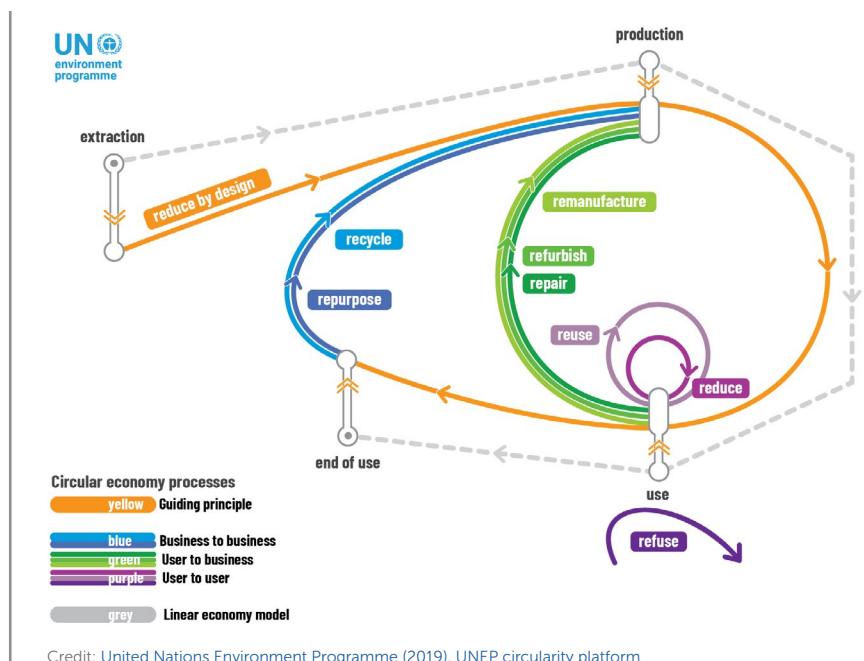 UN
environment
programme
production
extraction
reduce by design
remanufacture
recycle
refurbish
repair
repurpose
reuse
reduce
end of use
use
refuse
Circular economy processes
yellow Guiding principle
blue Business to business
green User to business
purple User to user
grey Linear economy model
Credit: United Nations Environment Programme (2019), UNEP circularity platform